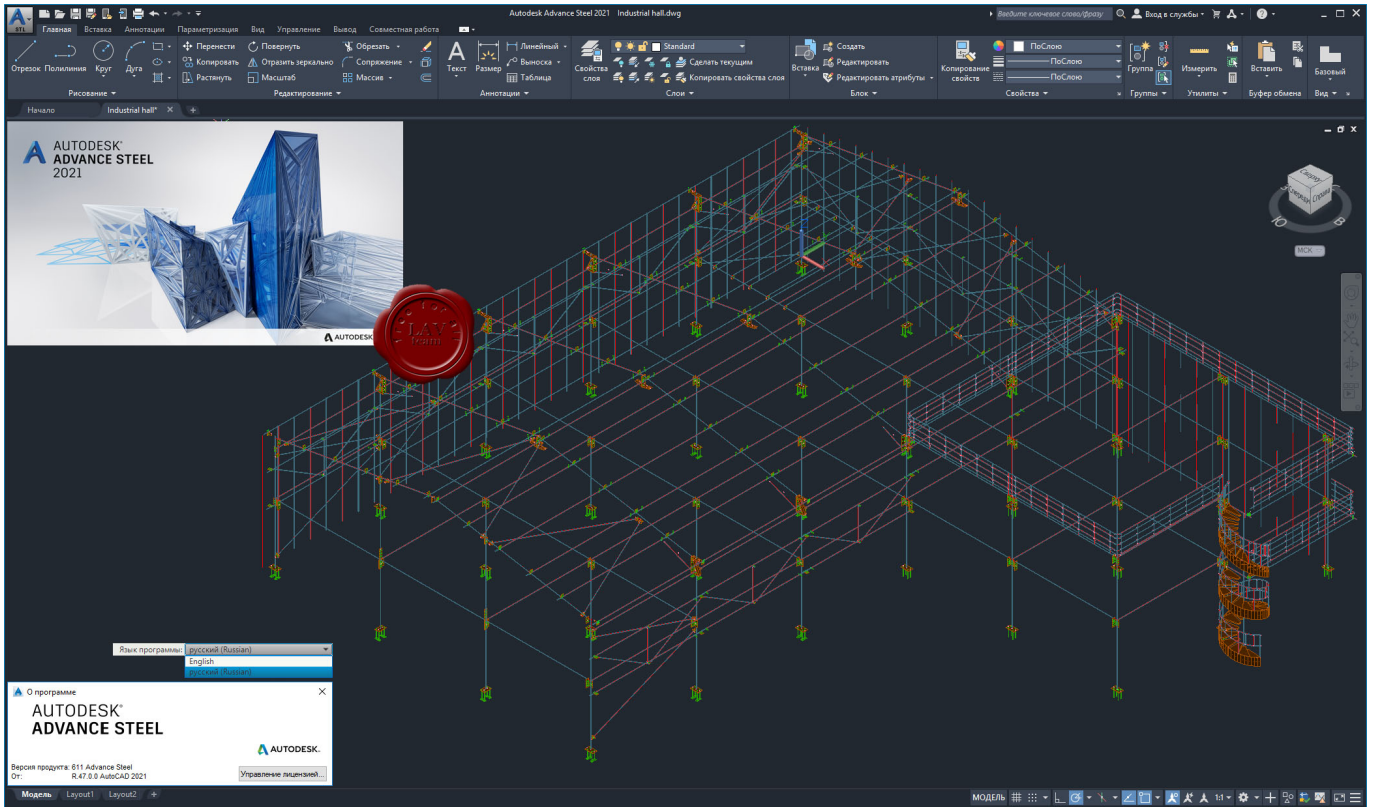 Autodesk Advance Steel 2021 Industrial hall.dwg
Введите ключевое слово/фразу
Вход в службы
STL
Главная Вставка Аннотации Параметризация Вид Управление Вывод Совместная работа
Отрезок Полилиния Круг Дуга
Перенести Повернуть Обрезать
Копировать Отразить зеркально Сопряжение
Растянуть Масштаб Массив
Текст Размер
Линейный
Выноска
Таблица
Свойства слоя
Standard
Сделать текущим
Копировать свойства слоя
Вставка
Создать
Редактировать
Редактировать атрибуты
Копирование свойств
ПоСлою
ПоСлою
ПоСлою
Группа Измерить Вставить Базовый
Рисование Редактирование Аннотации Слои Блок Свойства Группы Утилиты Буфер обмена Вид
Начало Industrial hall*
AUTODESK®
ADVANCE STEEL
2021
AUTODESK
LAV
team
Сверху
Спереди Справа
Ю В
МСК
Язык программы: русский (Russian)
English
русский (Russian)
О программе
AUTODESK®
ADVANCE STEEL
AUTODESK.
Версия продукта: 611 Advance Steel
От: R.47.0.0 AutoCAD 2021
Управление лицензией...
Модель Layout1 Layout2 +
МОДЕЛЬ 1:1